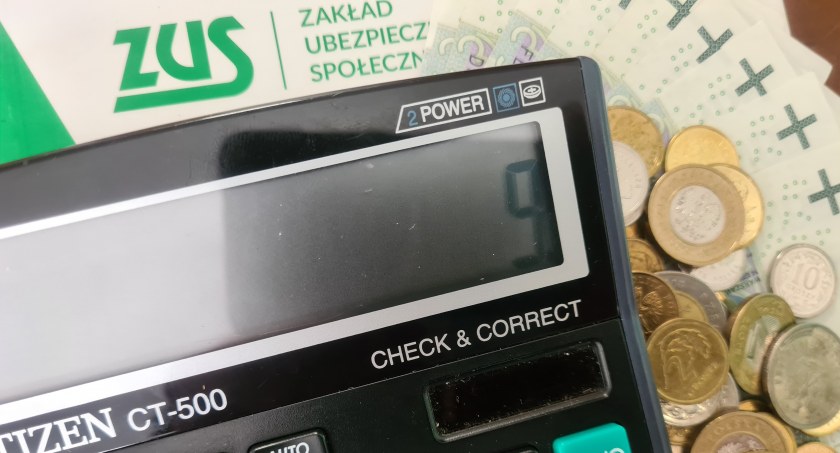 ZUS
ZAKŁAD
UBEZPIECZ
SPOŁECZN
2 POWER
9
CHECK & CORRECT
TIZEN CT-500
AUTO
10